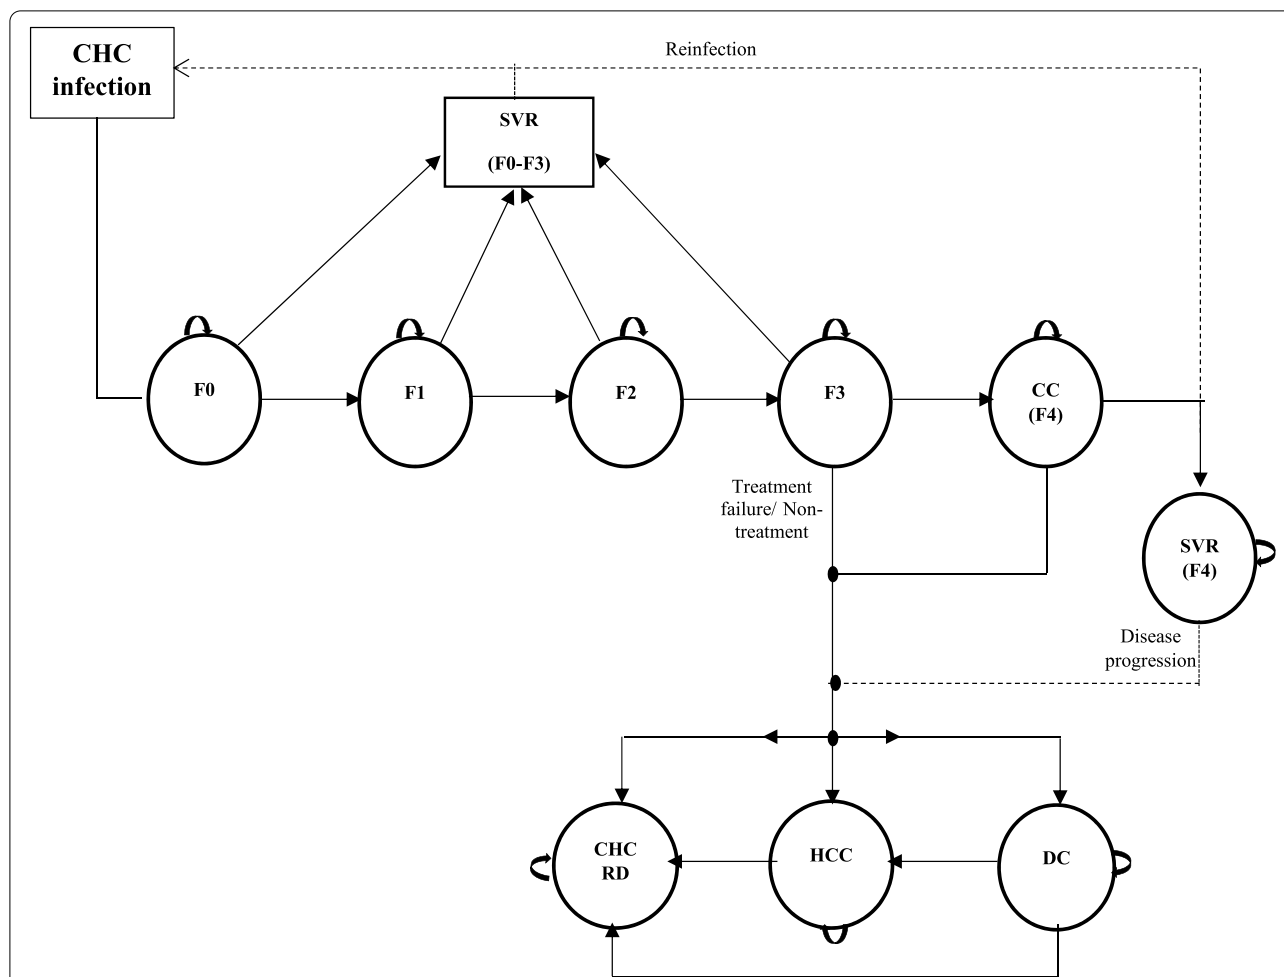 CHC
infection
Reinfection
SVR
(F0-F3)
F0
F1
F2
F3
CC
(F4)
Treatment
failure/ Non-
treatment
SVR
(F4)
Disease
progression
CHC
RD
HCC
DC